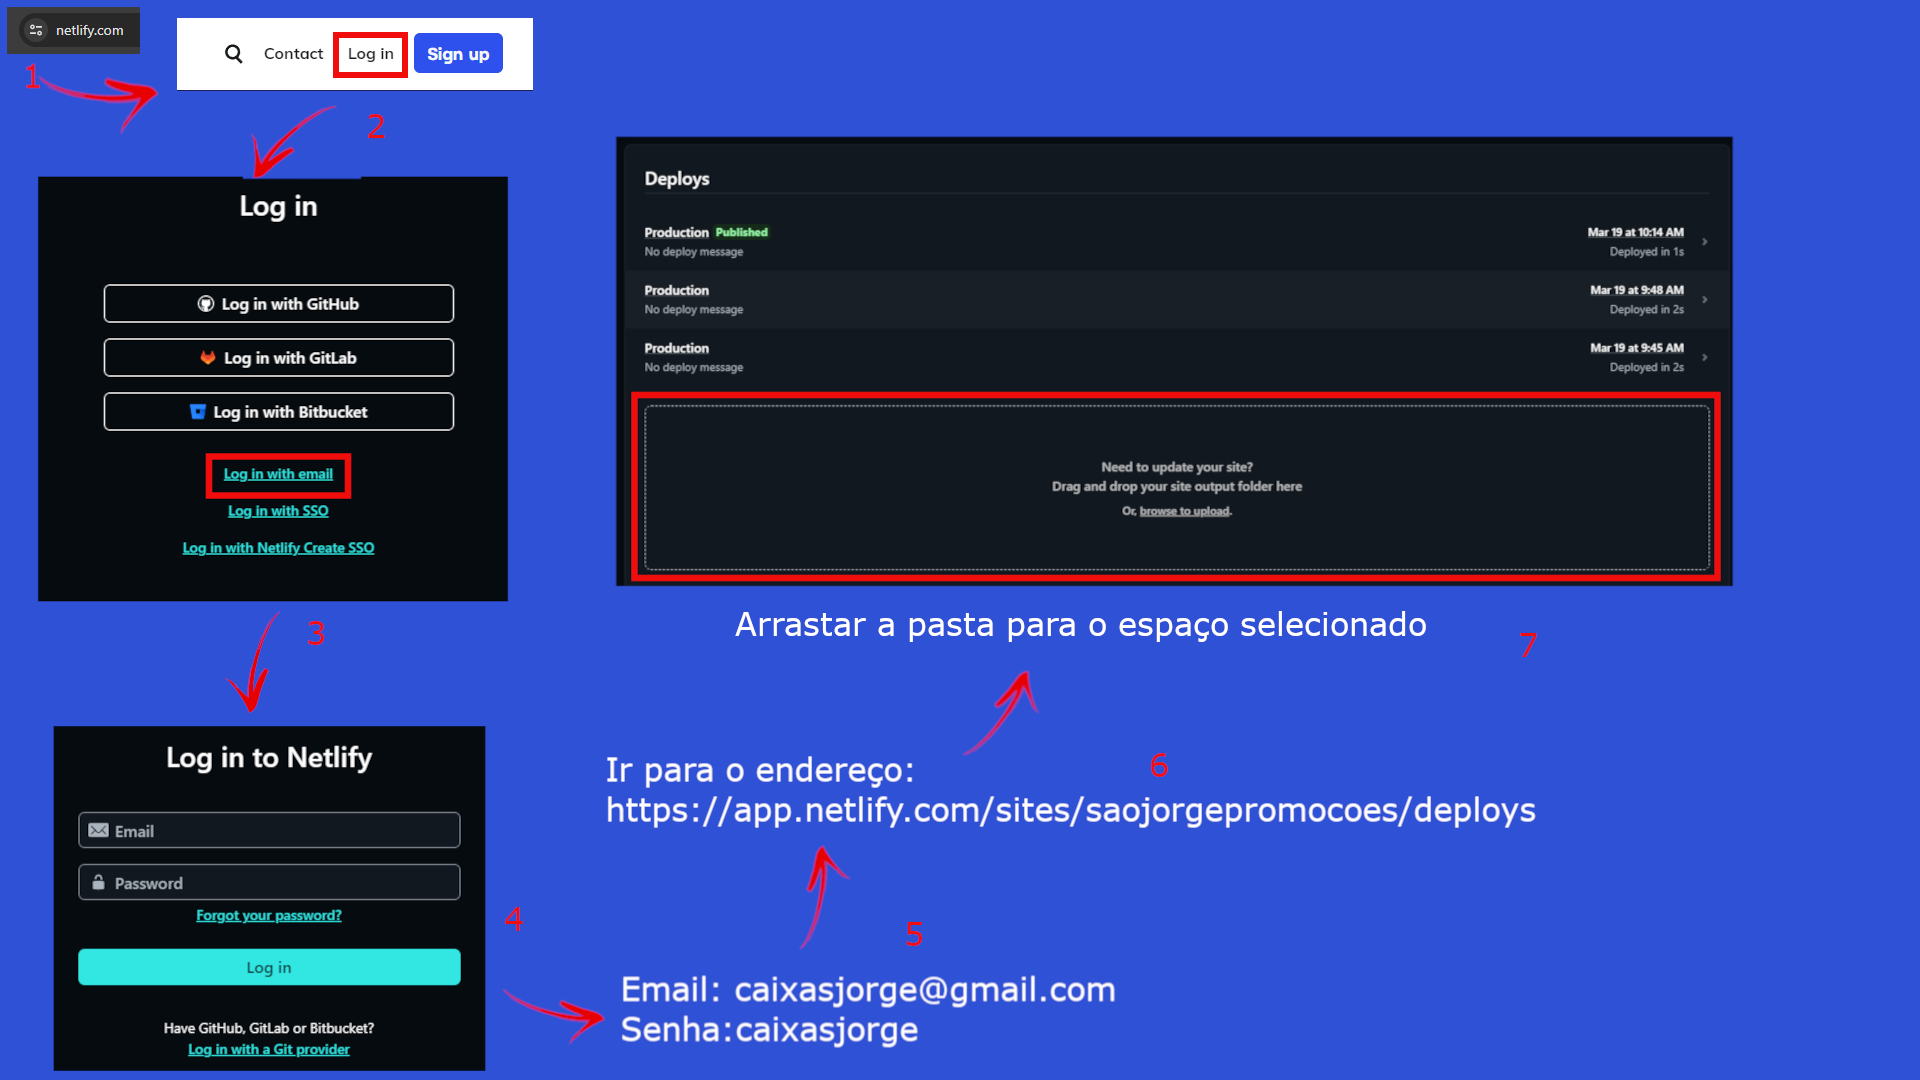 netlify.com
1
Contact
Log in
Sign up
2
Log in
Log in with GitHub
Log in with GitLab
Log in with Bitbucket
Log in with email
Log in with SSO
Log in with Netlify Create SSO
3
Log in to Netlify
Email
Password
Forgot your password?
Log in
Have GitHub, GitLab or Bitbucket?
Log in with a Git provider
4
Email: caixasjorge@gmail.com
Senha:caixasjorge
5
Ir para o endereço:
https://app.netlify.com/sites/saojorgepromocoes/deploys
6
Deploys
Production Published
Mar 19 at 10:14 AM
No deploy message
Deployed in 1s
Production
Mar 19 at 9:48 AM
No deploy message
Deployed in 2s
Production
Mar 19 at 9:45 AM
No deploy message
Deployed in 2s
Need to update your site?
Drag and drop your site output folder here
Or, browse to upload.
Arrastar a pasta para o espaço selecionado
7